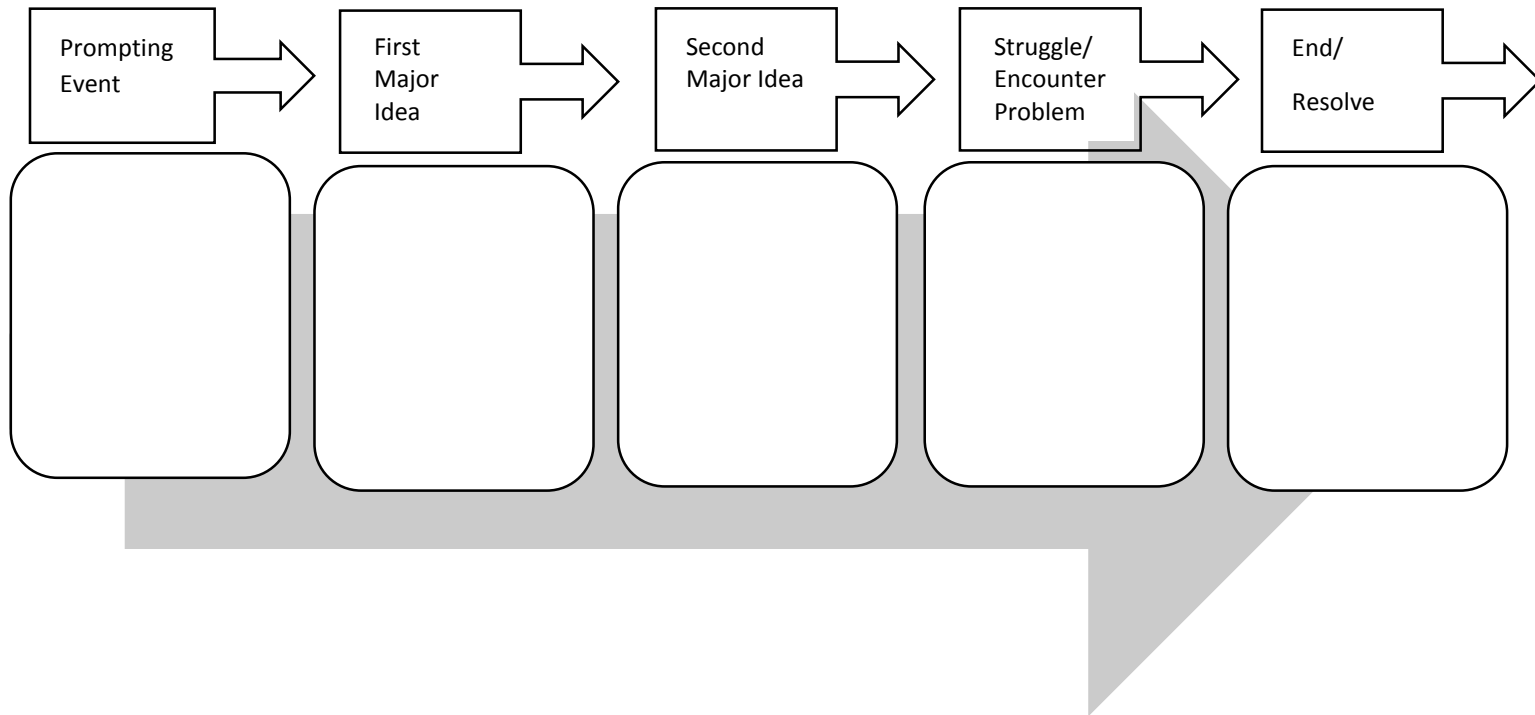 Prompting
Event
First
Major
Idea
Second
Major Idea
Struggle/
Encounter
Problem
End/
Resolve